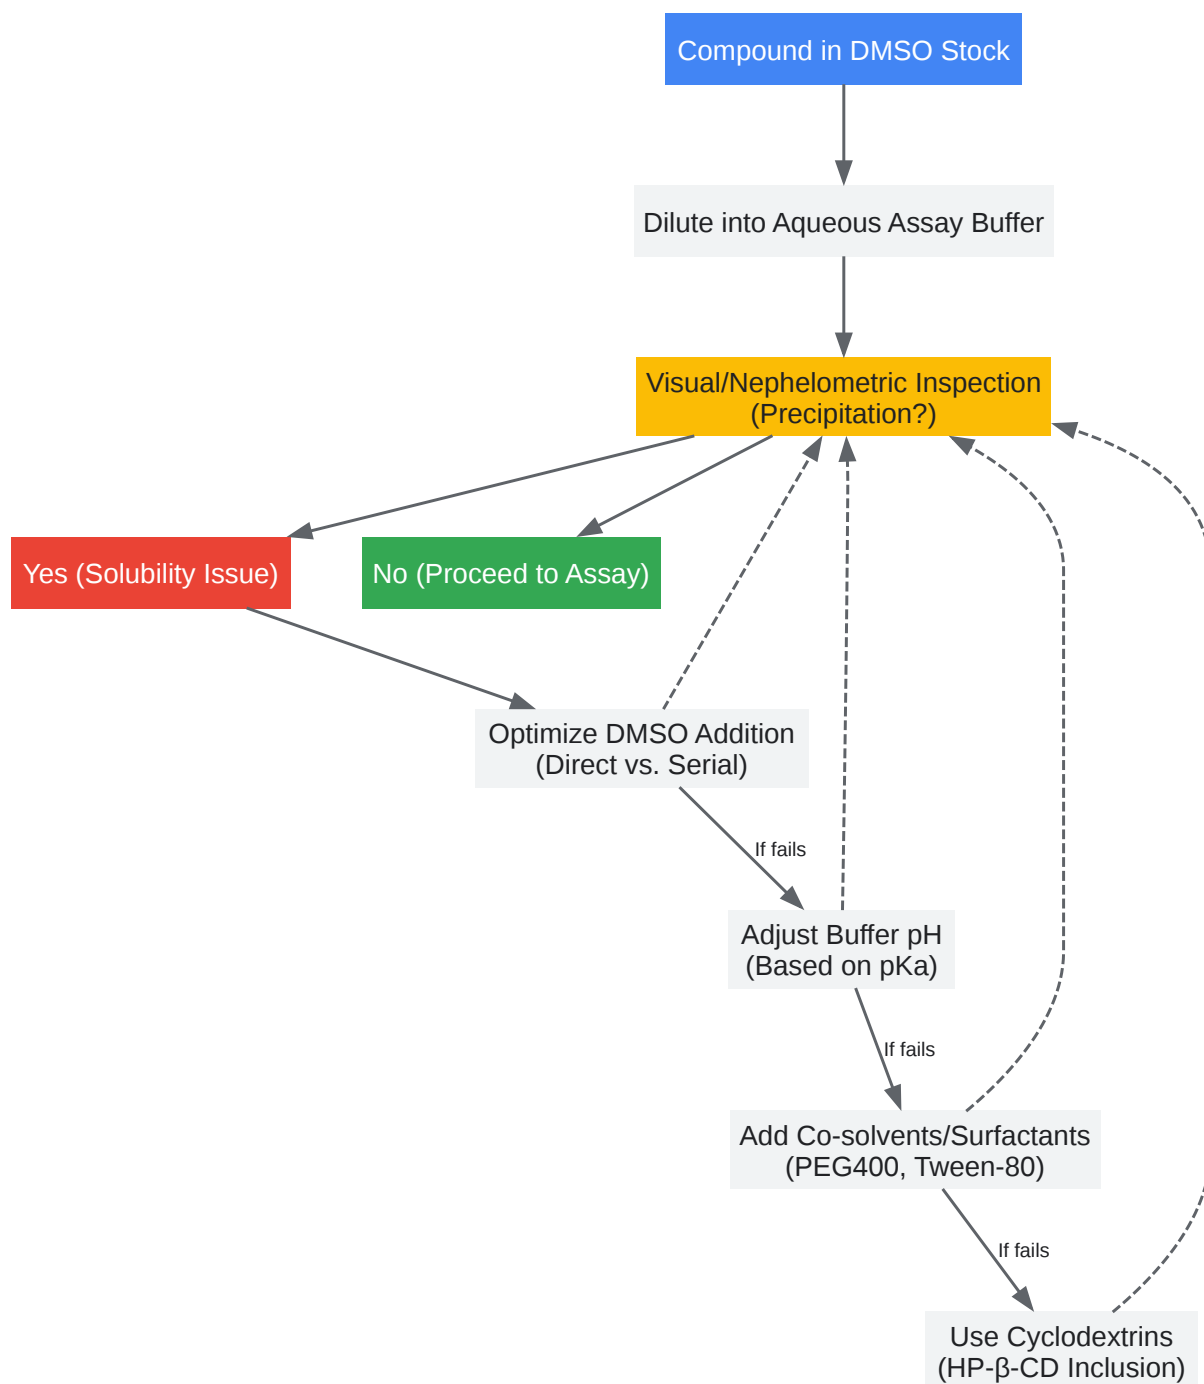 Compound in DMSO Stock
Dilute into Aqueous Assay Buffer
Visual/Nephelometric Inspection
(Precipitation?)
Yes (Solubility Issue)
No (Proceed to Assay)
Optimize DMSO Addition
(Direct vs. Serial)
If fails
Adjust Buffer pH
(Based on pKa)
If fails
Add Co-solvents/Surfactants
(PEG400, Tween-80)
If fails
Use Cyclodextrins
(HP-β-CD Inclusion)